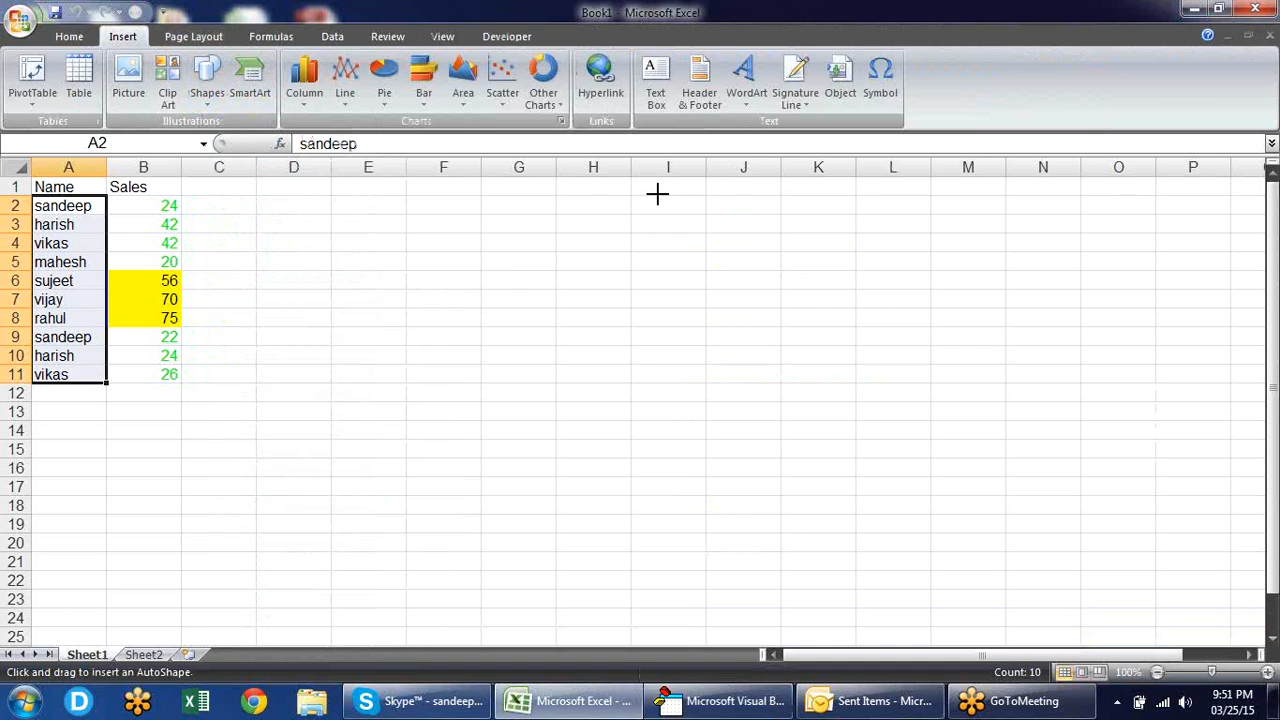 Book1 - Microsoft Excel
Home Insert Page Layout Formulas Data Review View Developer
PivotTable Table Picture Clip Art Shapes SmartArt Column Line Pie Bar Area Scatter Other Charts Hyperlink Text Box Header & Footer WordArt Signature Line Object Symbol
Tables Illustrations Charts Links Text
A2 fx sandeep
A B C D E F G H I J K L M N O P
1 Name Sales
2 sandeep 24
3 harish 42
4 vikas 42
5 mahesh 20
6 sujeet 56
7 vijay 70
8 rahul 75
9 sandeep 22
10 harish 24
11 vikas 26
12
13
14
15
16
17
18
19
20
21
22
23
24
25
Sheet1 Sheet2
Click and drag to insert an AutoShape. Count: 10 100%
Skype™ - sandeep... Microsoft Excel - ... Microsoft Visual B... Sent Items - Micr... GoToMeeting 9:51 PM
03/25/15